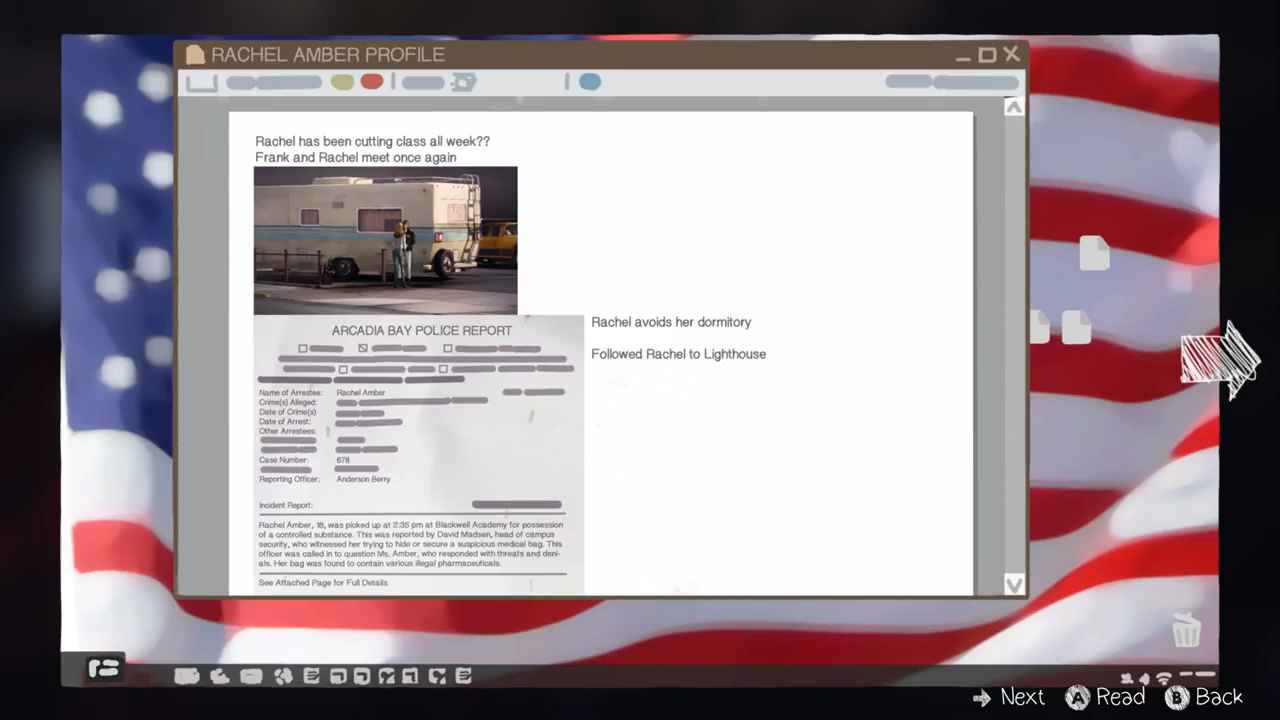 RACHEL AMBER PROFILE
Rachel has been cutting class all week??
Frank and Rachel meet once again
ARCADIA BAY POLICE REPORT
Name of Arrestee: Rachel Amber
Crime(s) Alleged:
Date of Crime(s)
Date of Arrest:
Other Arrestees:
Case Number: 678
Reporting Officer: Anderson Berry
Incident Report:
Rachel Amber, 18, was picked up at 2:35 pm at Blackwell Academy for possession
of a controlled substance. This was reported by David Madsen, head of campus
security, who witnessed her trying to hide or secure a suspicious medical bag. This
officer was called in to question Ms. Amber, who responded with threats and deni-
als. Her bag was found to contain various illegal pharmaceuticals.
See Attached Page for Full Details
Rachel avoids her dormitory
Followed Rachel to Lighthouse
Next A Read B Back